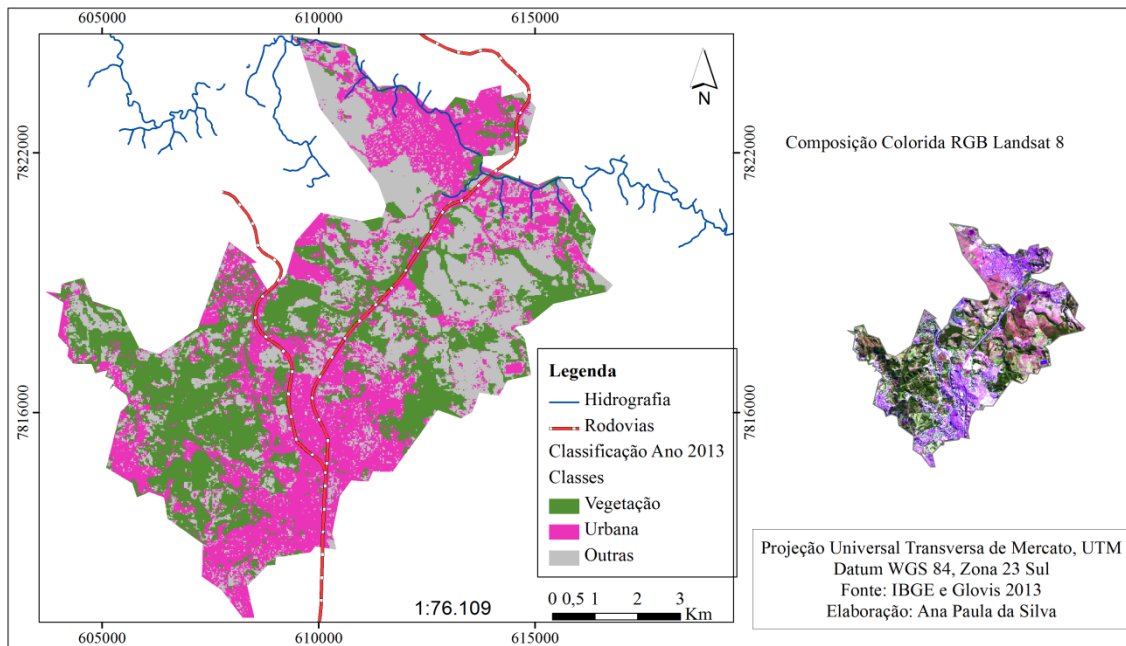 605000 610000 615000
N
7822000
7822000
Composição Colorida RGB Landsat 8
7816000
7816000
Legenda
Hidrografia
Rodovias
Classificação Ano 2013
Classes
Vegetação
Urbana
Outras
1:76.109
0 0,5 1 2 3
Km
605000 610000 615000
Projeção Universal Transversa de Mercato, UTM
Datum WGS 84, Zona 23 Sul
Fonte: IBGE e Glovis 2013
Elaboração: Ana Paula da Silva